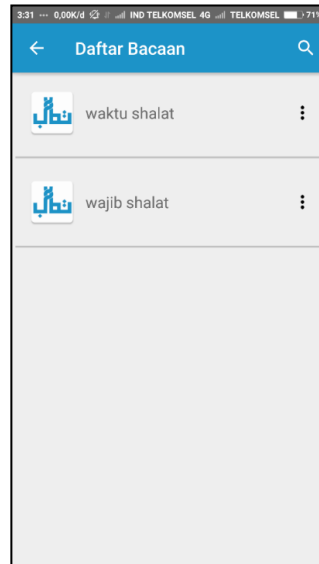 3:31 ··· 0,00K/d IND TELKOMSEL 4G TELKOMSEL 71%
Daftar Bacaan
waktu shalat
wajib shalat